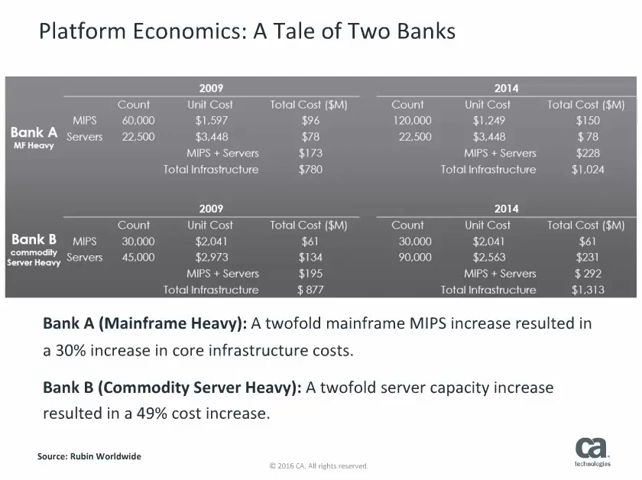 Platform Economics: A Tale of Two Banks
2009 2014
Count Unit Cost Total Cost ($M) Count Unit Cost Total Cost ($M)
Bank A MIPS 60,000 $1,597 $96 120,000 $1,249 $150
MF Heavy Servers 22,500 $3,448 $78 22,500 $3,448 $ 78
MIPS + Servers $173 MIPS + Servers $228
Total Infrastructure $780 Total Infrastructure $1,024
2009 2014
Count Unit Cost Total Cost ($M) Count Unit Cost Total Cost ($M)
Bank B MIPS 30,000 $2,041 $61 30,000 $2,041 $61
commodity Server Heavy Servers 45,000 $2,973 $134 90,000 $2,563 $231
MIPS + Servers $195 MIPS + Servers $ 292
Total Infrastructure $ 877 Total Infrastructure $1,313
Bank A (Mainframe Heavy): A twofold mainframe MIPS increase resulted in
a 30% increase in core infrastructure costs.
Bank B (Commodity Server Heavy): A twofold server capacity increase
resulted in a 49% cost increase.
Source: Rubin Worldwide
© 2016 CA. All rights reserved.
ca
technologies